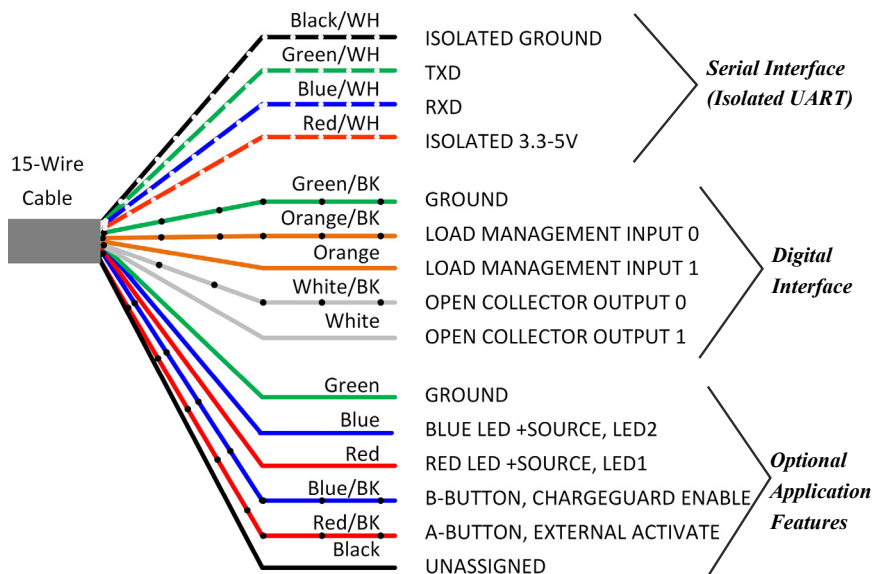 15-Wire
Cable
Black/WH ISOLATED GROUND
Green/WH TXD
Blue/WH RXD
Red/WH ISOLATED 3.3-5V
Serial Interface
(Isolated UART)
Green/BK GROUND
Orange/BK LOAD MANAGEMENT INPUT 0
Orange LOAD MANAGEMENT INPUT 1
White/BK OPEN COLLECTOR OUTPUT 0
White OPEN COLLECTOR OUTPUT 1
Digital
Interface
Green GROUND
Blue BLUE LED +SOURCE, LED2
Red RED LED +SOURCE, LED1
Blue/BK B-BUTTON, CHARGEGUARD ENABLE
Red/BK A-BUTTON, EXTERNAL ACTIVATE
Black UNASSIGNED
Optional
Application
Features